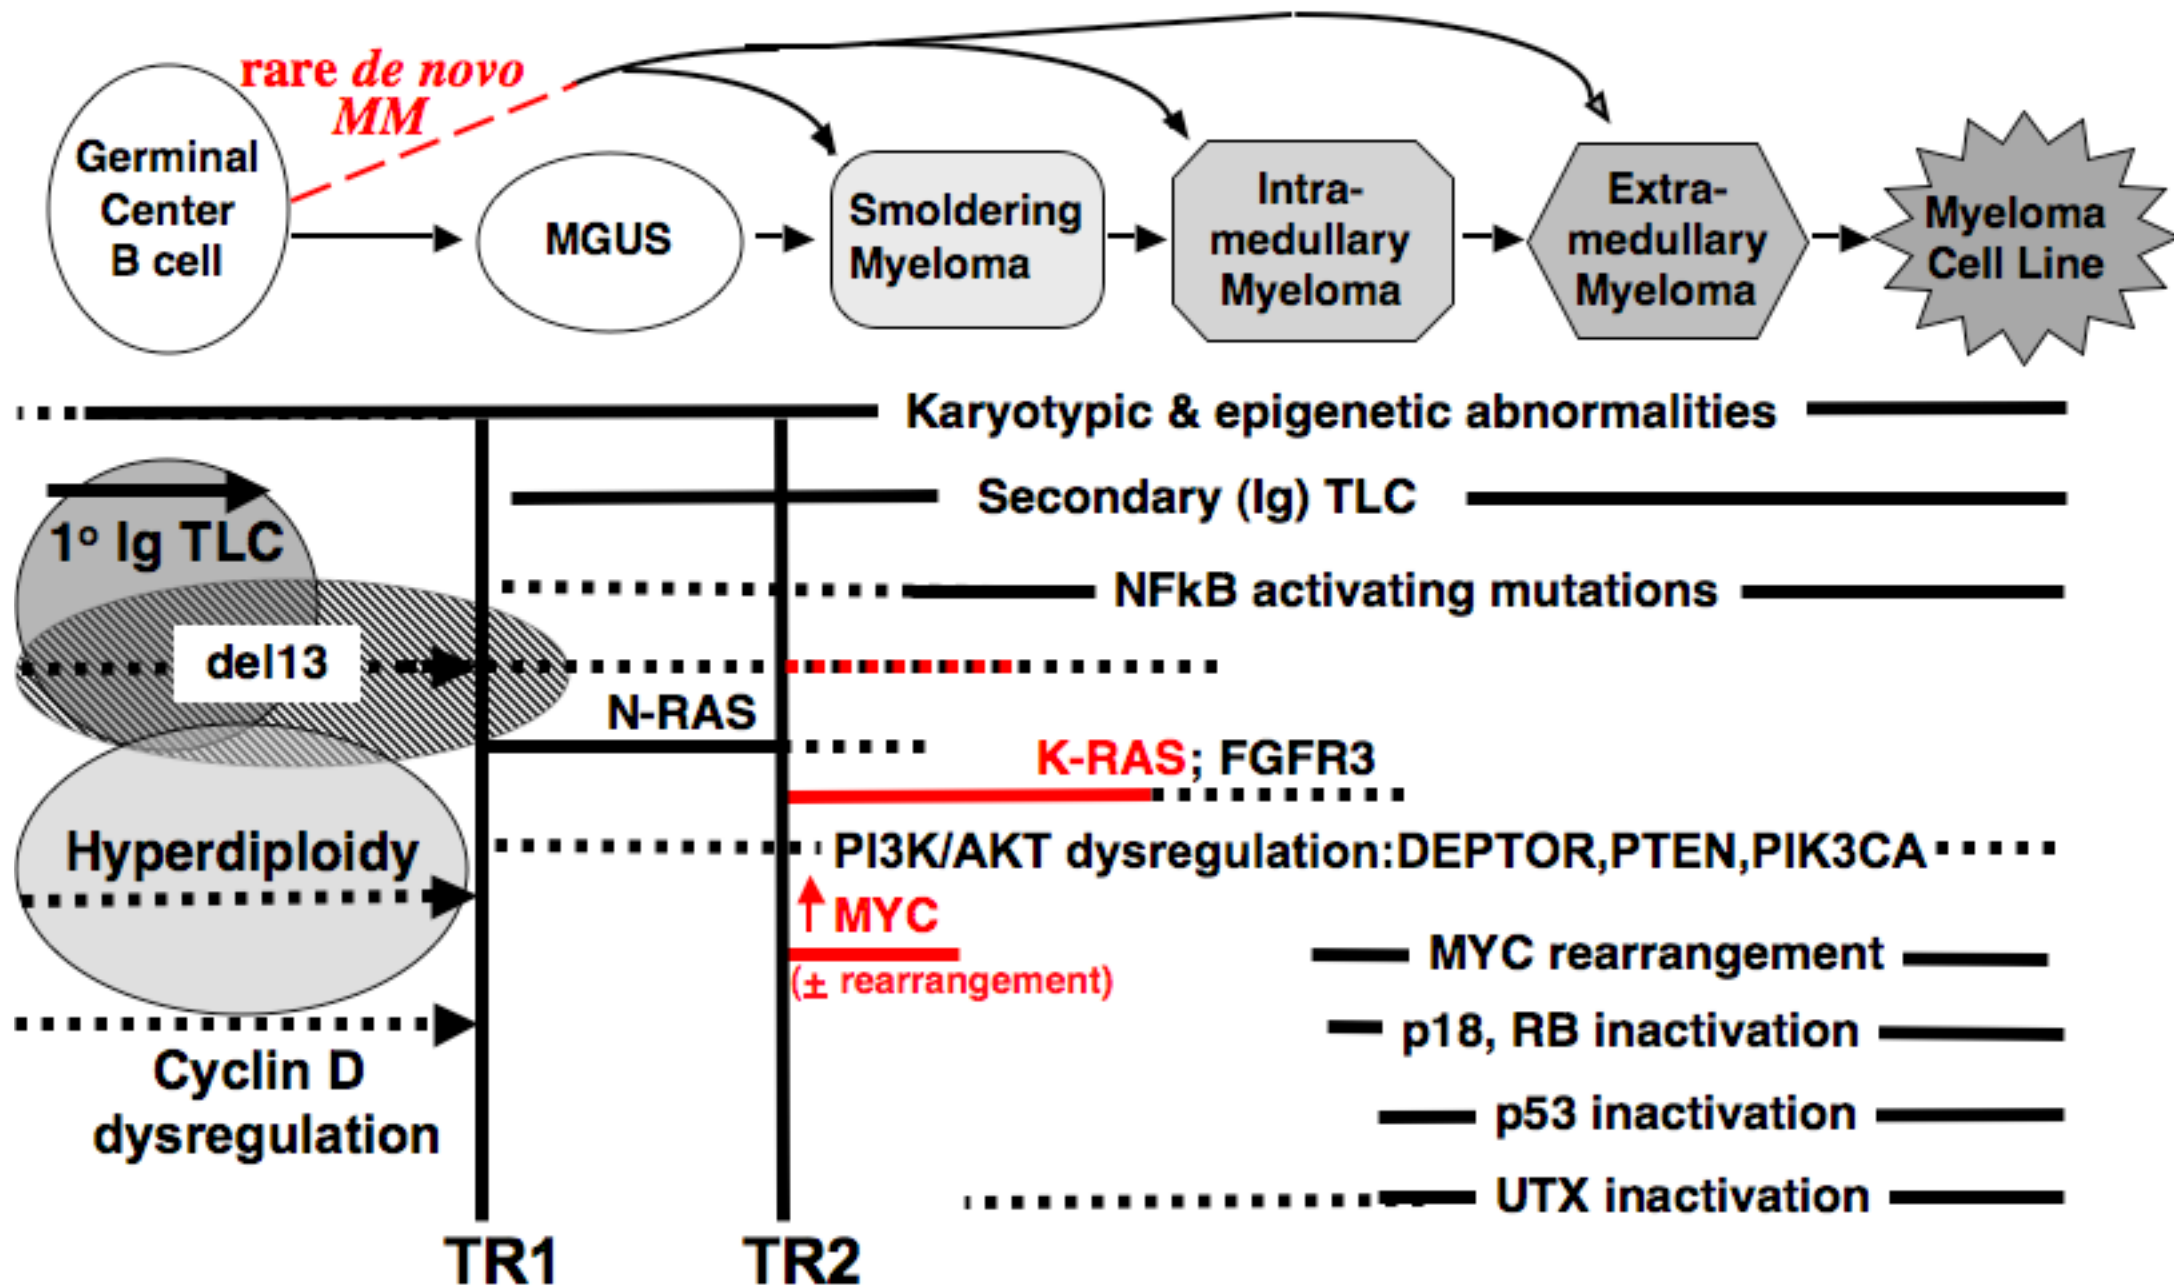 rare de novo
MM
Germinal
Center
B cell
MGUS
Smoldering
Myeloma
Intra-
medullary
Myeloma
Extra-
medullary
Myeloma
Myeloma
Cell Line
Karyotypic & epigenetic abnormalities
Secondary (Ig) TLC
1º Ig TLC
NFkB activating mutations
del13
N-RAS
K-RAS; FGFR3
Hyperdiploidy
PI3K/AKT dysregulation:DEPTOR,PTEN,PIK3CA
MYC
(± rearrangement)
MYC rearrangement
p18, RB inactivation
Cyclin D
dysregulation
p53 inactivation
UTX inactivation
TR1
TR2